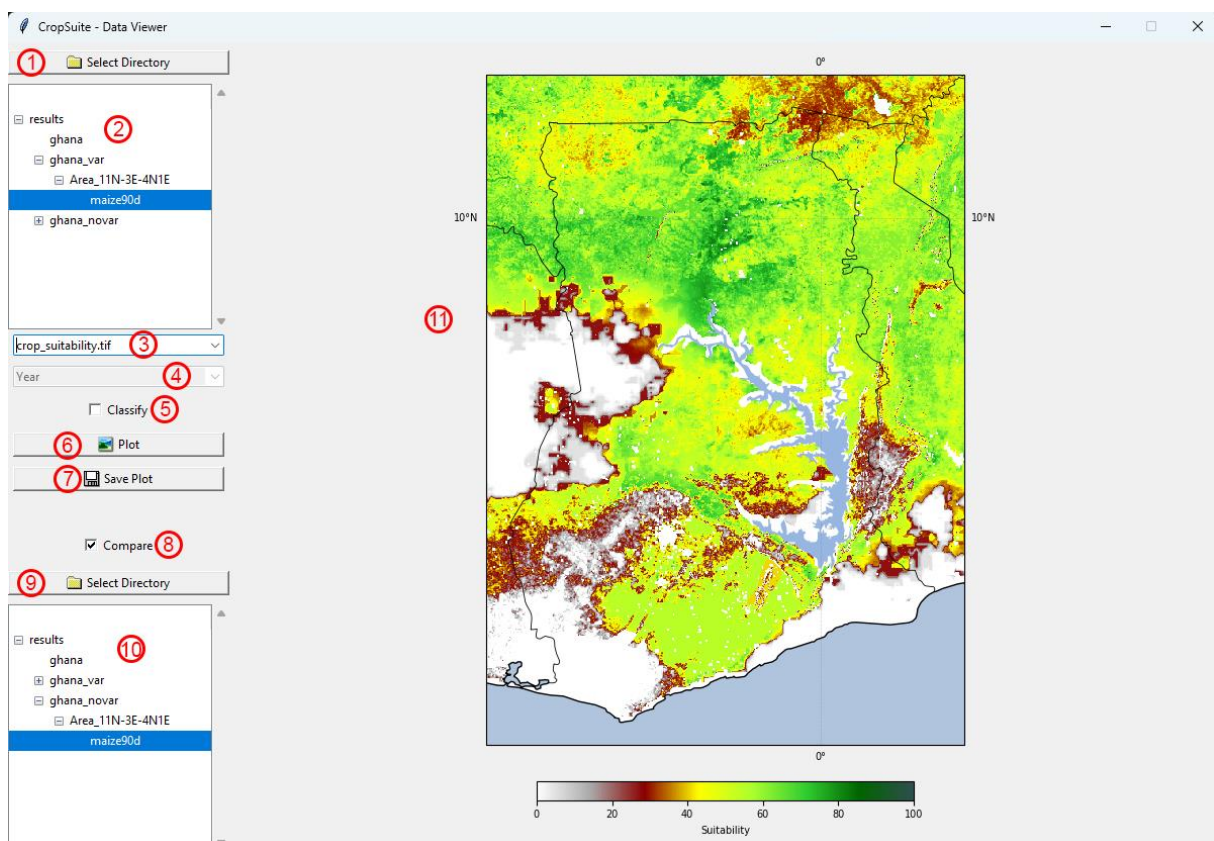 CropSuite - Data Viewer
1 Select Directory
results
2
ghana
ghana_var
Area_11N-3E-4N1E
maize90d
ghana_novar
crop_suitability.tif 3
Year 4
Classify 5
6 Plot
7 Save Plot
Compare 8
9 Select Directory
results
10
ghana
ghana_var
ghana_novar
Area_11N-3E-4N1E
maize90d
0°
10°N 10°N
11
0°
0 20 40 60 80 100
Suitability